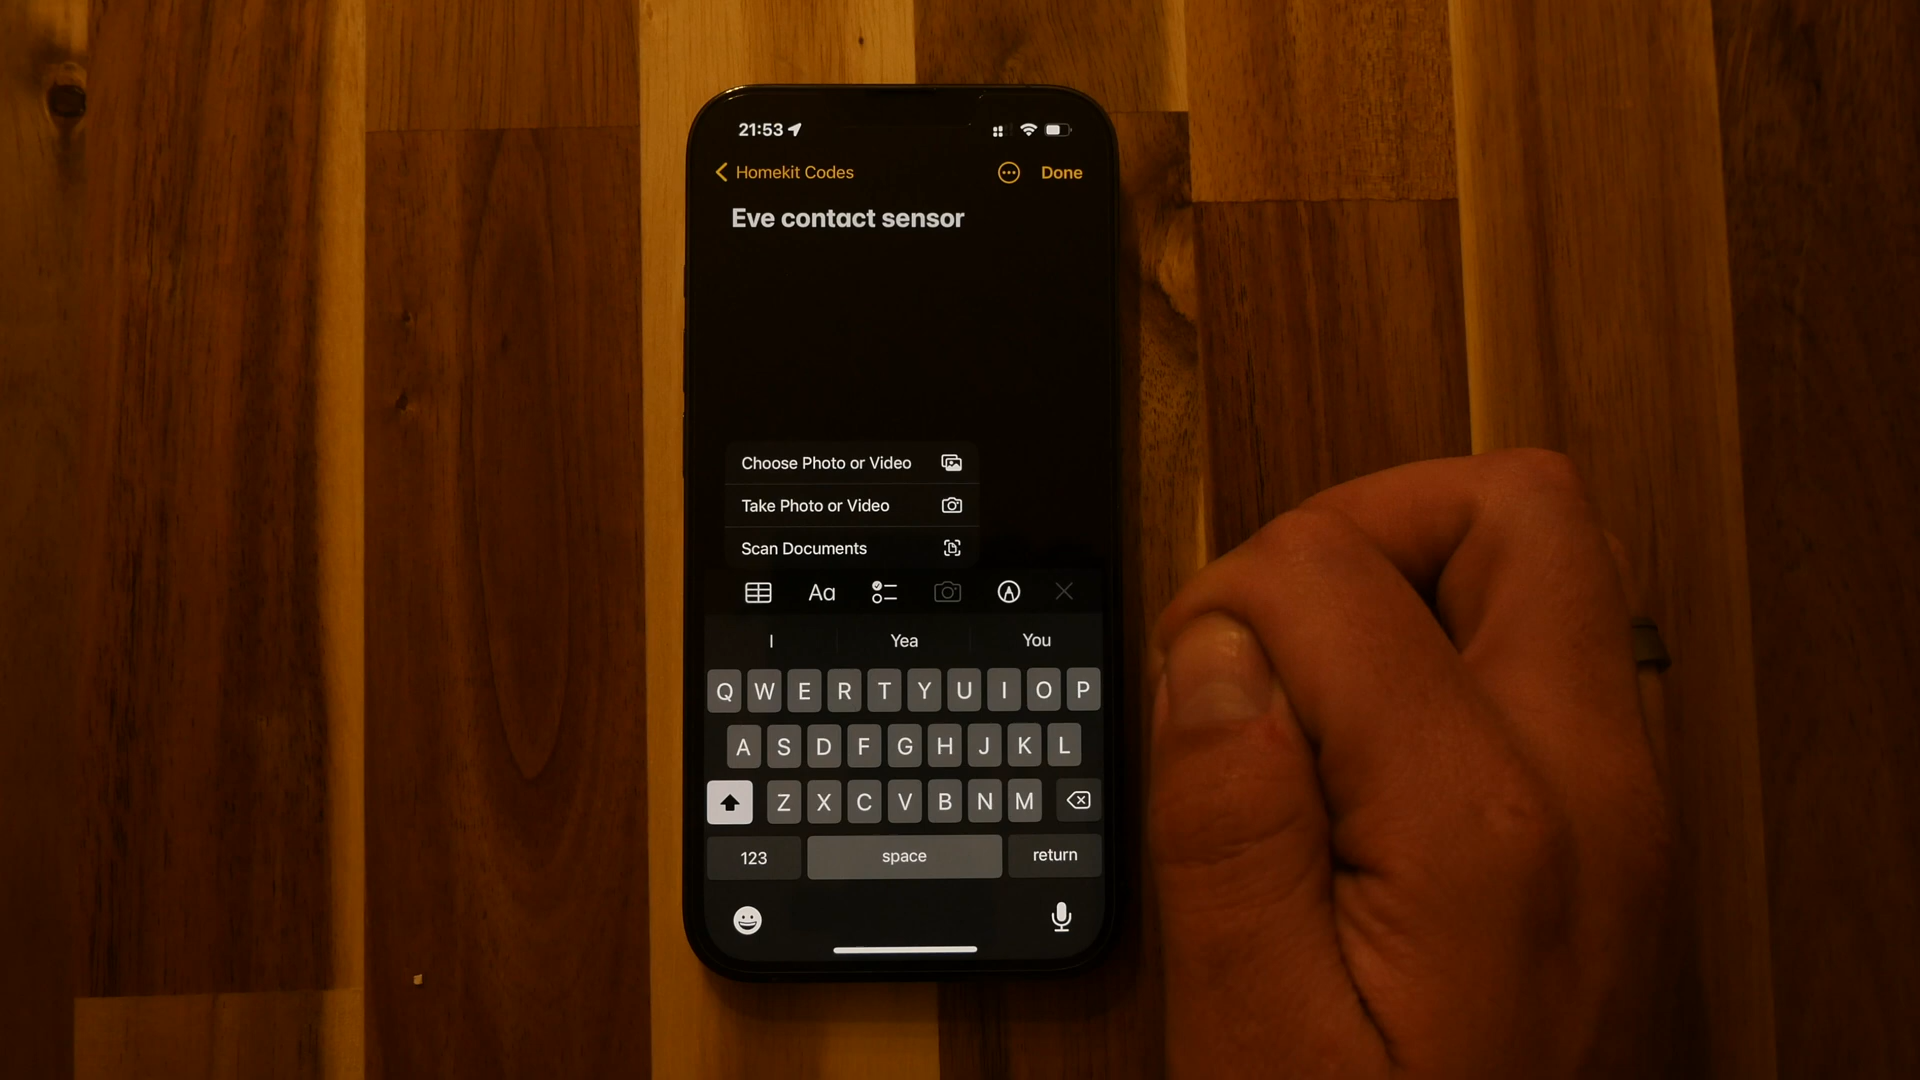 21:53
Homekit Codes
Done
Eve contact sensor
Choose Photo or Video
Take Photo or Video
Scan Documents
Aa
I Yea You
Q W E R T Y U I O P
A S D F G H J K L
Z X C V B N M
123 space return